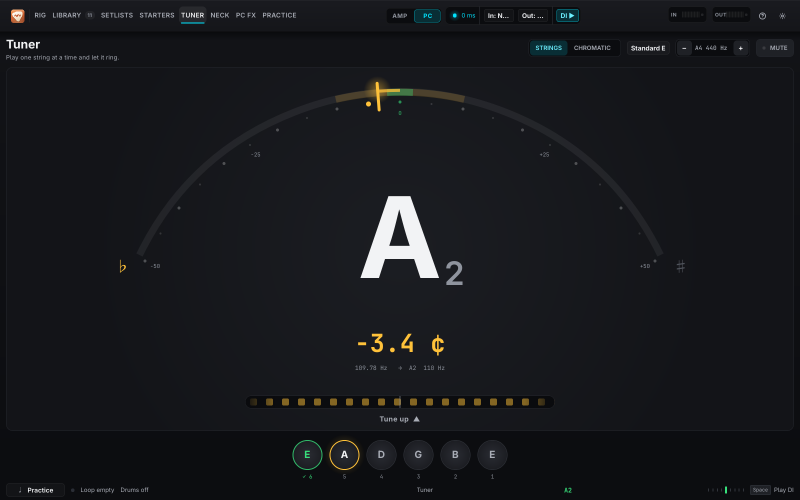 RIG LIBRARY 11 SETLISTS STARTERS TUNER NECK PC FX PRACTICE AMP PC 0 ms In: N... Out: ... DI ▶ IN OUT
Tuner
Play one string at a time and let it ring.
STRINGS CHROMATIC Standard E − A4 440 Hz + MUTE
0
-25 +25
♭ -50 +50 ♯
A2
-3.4 ¢
109.78 Hz → A2 110 Hz
Tune up ▲
E A D G B E
✓ 6 5 4 3 2 1
Practice Loop empty Drums off Tuner A2 Space Play DI